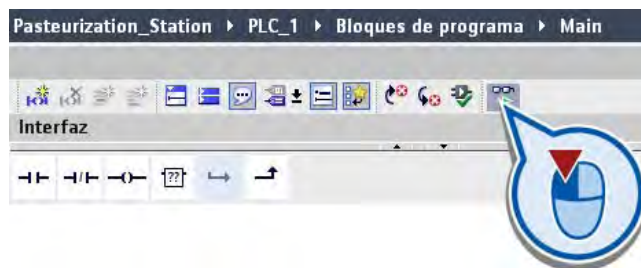 Pasteurization_Station ▸ PLC_1 ▸ Bloques de programa ▸ Main
Interfaz
??